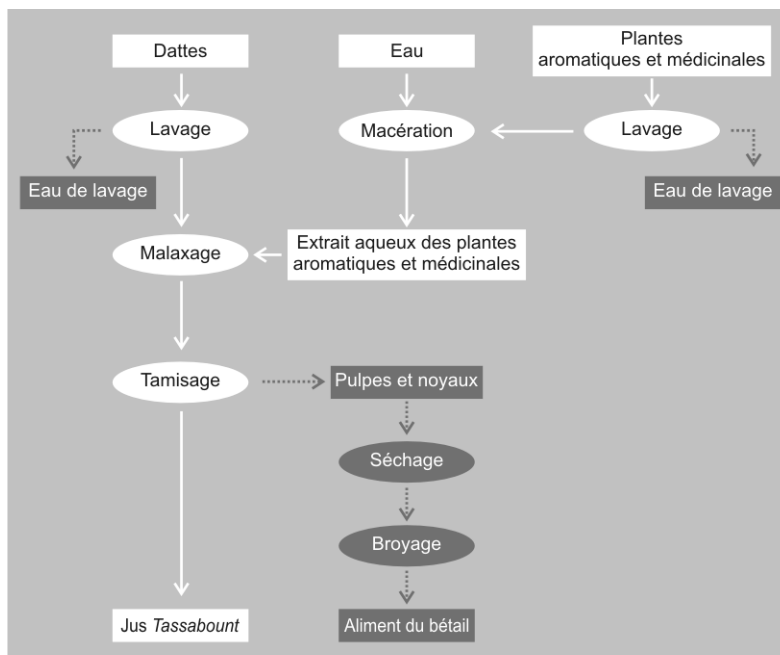 Dattes
Eau
Plantes
aromatiques et médicinales
Lavage
Macération
Lavage
Eau de lavage
Eau de lavage
Malaxage
Extrait aqueux des plantes
aromatiques et médicinales
Tamisage
Pulpes et noyaux
Séchage
Broyage
Jus Tassabount
Aliment du bétail